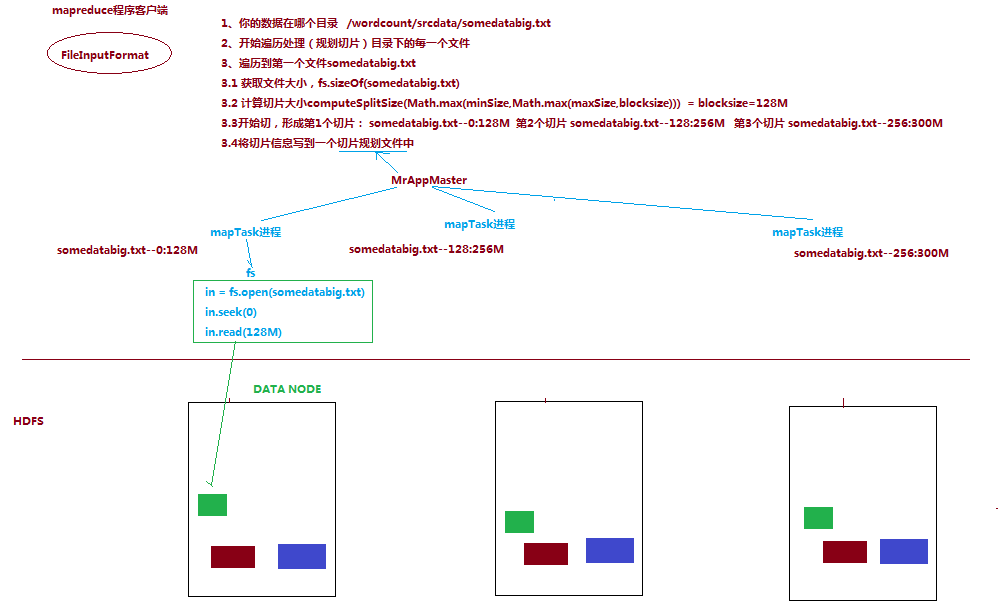 mapreduce程序客户端
FileInputFormat
1、你的数据在哪个目录 /wordcount/srcdata/somedatabig.txt
2、开始遍历处理（规划切片）目录下的每一个文件
3、遍历到第一个文件somedatabig.txt
3.1 获取文件大小，fs.sizeOf(somedatabig.txt)
3.2 计算切片大小computeSplitSize(Math.max(minSize,Math.max(maxSize,blocksize))) = blocksize=128M
3.3开始切，形成第1个切片： somedatabig.txt--0:128M 第2个切片 somedatabig.txt--128:256M 第3个切片 somedatabig.txt--256:300M
3.4将切片信息写到一个切片规划文件中
MrAppMaster
mapTask进程
somedatabig.txt--0:128M
mapTask进程
somedatabig.txt--128:256M
mapTask进程
somedatabig.txt--256:300M
fs
in = fs.open(somedatabig.txt)
in.seek(0)
in.read(128M)
DATA NODE
HDFS